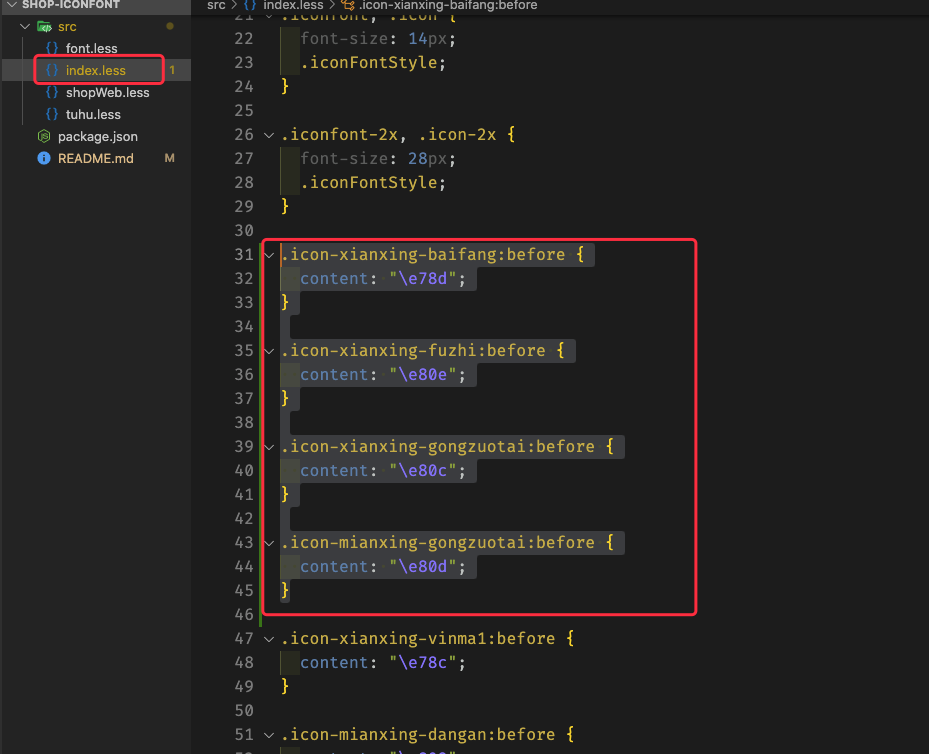 SHOP-ICONFONT
src
font.less
index.less 1
shopWeb.less
tuhu.less
package.json
README.md M
src > {} index.less > .icon-xianxing-baifang:before
21 .iconfont, .icon {
22 font-size: 14px;
23 .iconFontStyle;
24 }
25
26 .iconfont-2x, .icon-2x {
27 font-size: 28px;
28 .iconFontStyle;
29 }
30
31 .icon-xianxing-baifang:before {
32 content: "\e78d";
33 }
34
35 .icon-xianxing-fuzhi:before {
36 content: "\e80e";
37 }
38
39 .icon-xianxing-gongzuotai:before {
40 content: "\e80c";
41 }
42
43 .icon-mianxing-gongzuotai:before {
44 content: "\e80d";
45 }
46
47 .icon-xianxing-vinma1:before {
48 content: "\e78c";
49 }
50
51 .icon-mianxing-dangan:before {